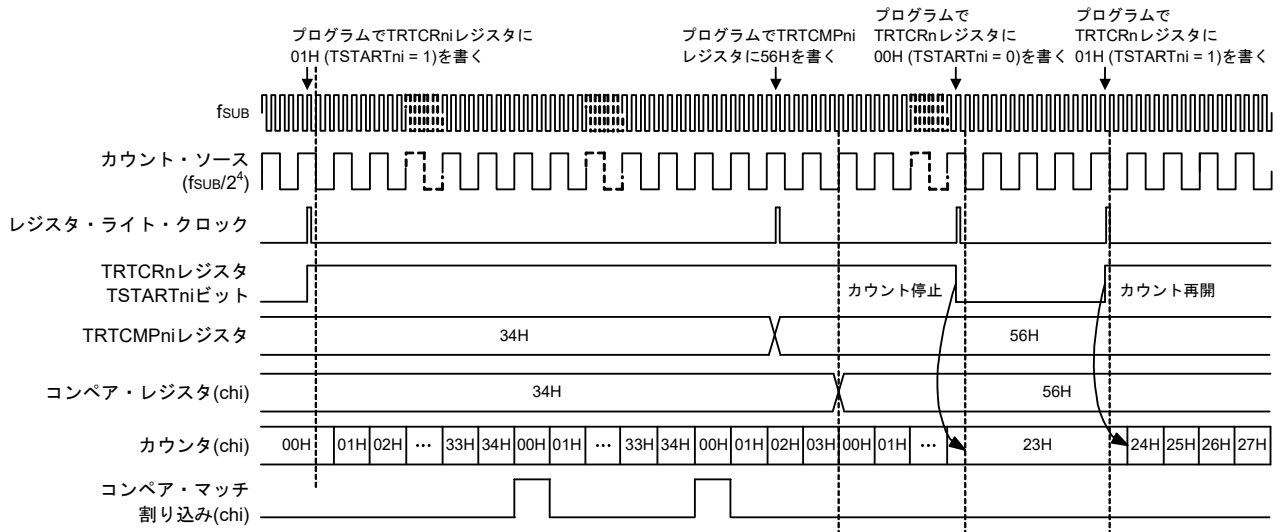 プログラムでTRTCRniレジスタに
01H (TSTARTni = 1)を書く
プログラムでTRTCMPni
レジスタに56Hを書く
プログラムで
TRTCRnレジスタに
00H (TSTARTni = 0)を書く
プログラムで
TRTCRnレジスタに
01H (TSTARTni = 1)を書く
fSUB
カウント・ソース
(fSUB/2⁴)
レジスタ・ライト・クロック
TRTCRnレジスタ
TSTARTniビット
カウント停止
カウント再開
TRTCMPniレジスタ
34H
56H
コンペア・レジスタ(chi)
34H
56H
カウンタ(chi)
00H 01H 02H … 33H 34H 00H 01H … 33H 34H 00H 01H 02H 03H 00H 01H … 23H 24H 25H 26H 27H
コンペア・マッチ
割り込み(chi)